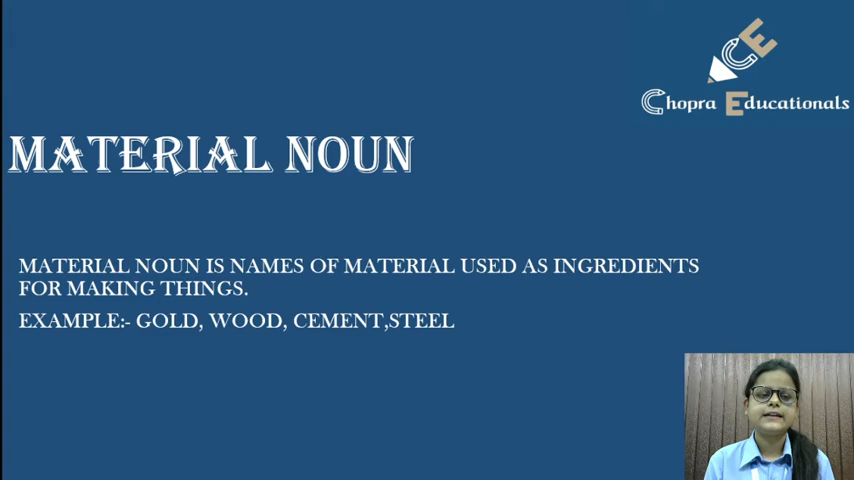 CE
Chopra Educationals
MATERIAL NOUN
MATERIAL NOUN IS NAMES OF MATERIAL USED AS INGREDIENTS
FOR MAKING THINGS.
EXAMPLE:- GOLD, WOOD, CEMENT,STEEL